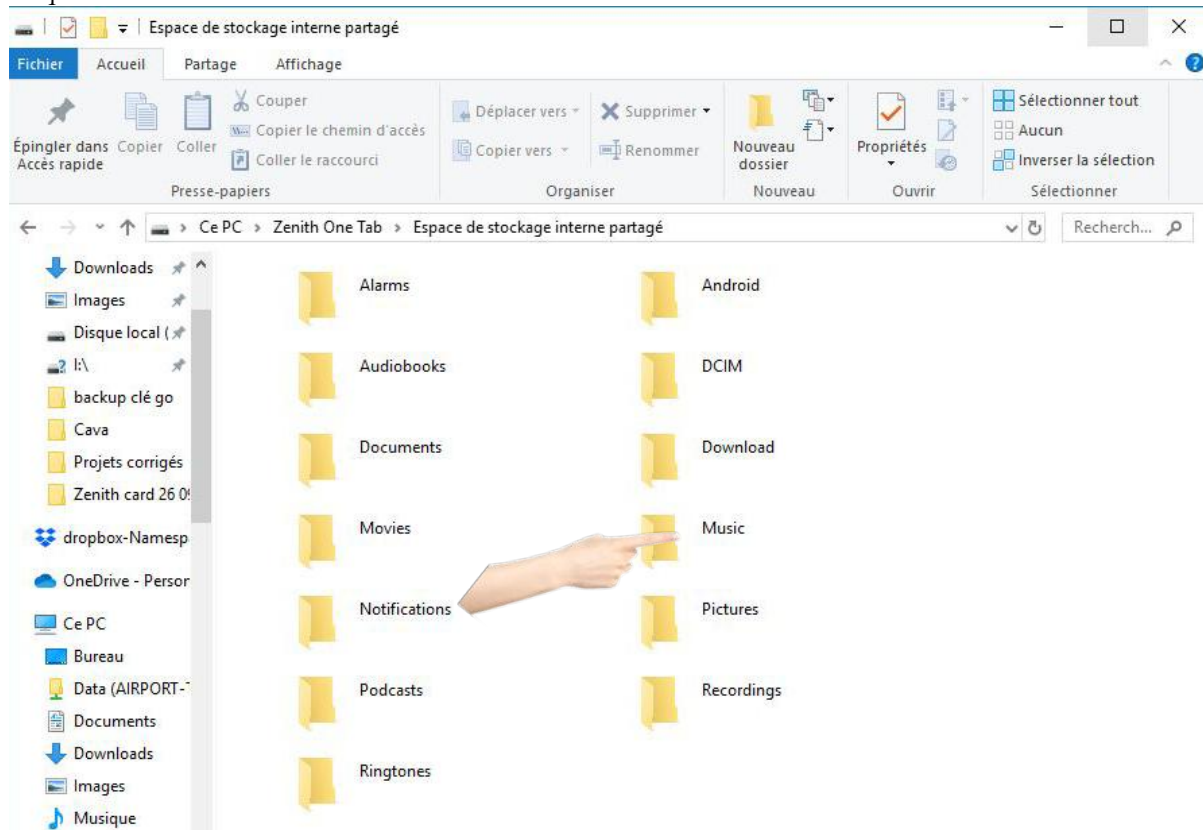 Espace de stockage interne partagé
Fichier Accueil Partage Affichage
Épingler dans Accès rapide
Copier
Coller
Couper
Copier le chemin d'accès
Coller le raccourci
Presse-papiers
Déplacer vers
Copier vers
Supprimer
Renommer
Organiser
Nouveau dossier
Nouveau
Propriétés
Ouvrir
Sélectionner tout
Aucun
Inverser la sélection
Sélectionner
Ce PC > Zenith One Tab > Espace de stockage interne partagé
Recherch...
Downloads
Images
Disque local (
I:\
backup clé go
Cava
Projets corrigés
Zenith card 26 0
dropbox-Namesp
OneDrive - Person
Ce PC
Bureau
Data (AIRPORT-T
Documents
Downloads
Images
Musique
Alarms
Android
Audiobooks
DCIM
Documents
Download
Movies
Music
Notifications
Pictures
Podcasts
Recordings
Ringtones